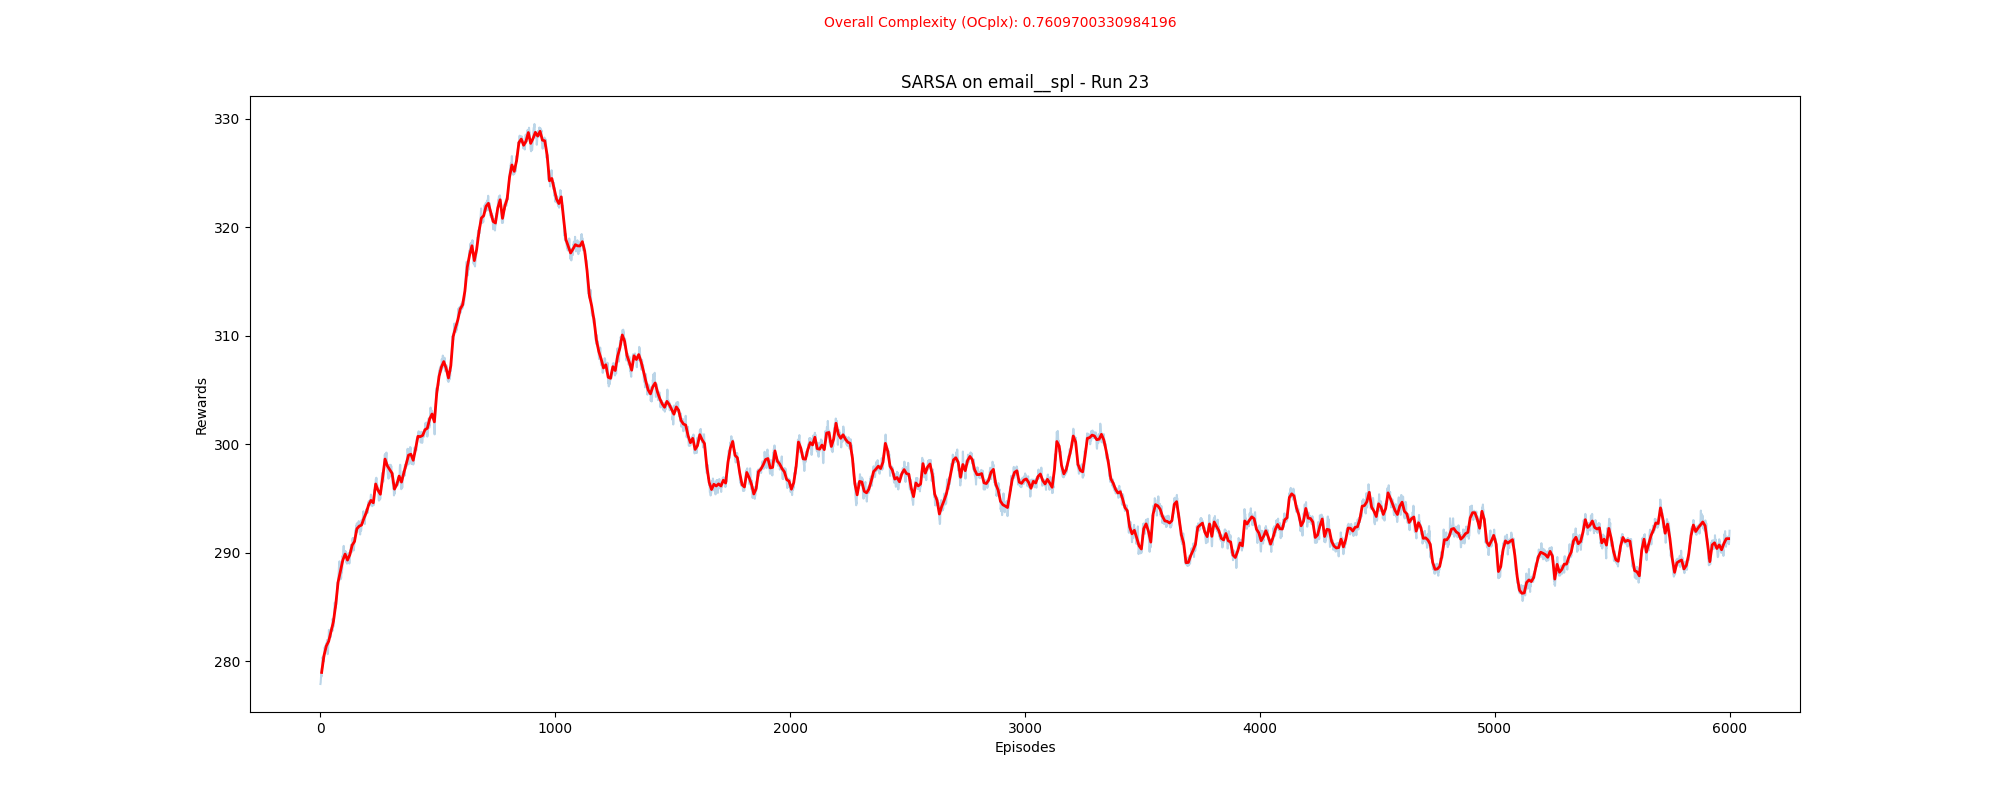 Overall Complexity (OCplx): 0.7609700330984196
SARSA on email__spl - Run 23
330
320
310
300
290
280
Rewards
0 1000 2000 3000 4000 5000 6000
Episodes